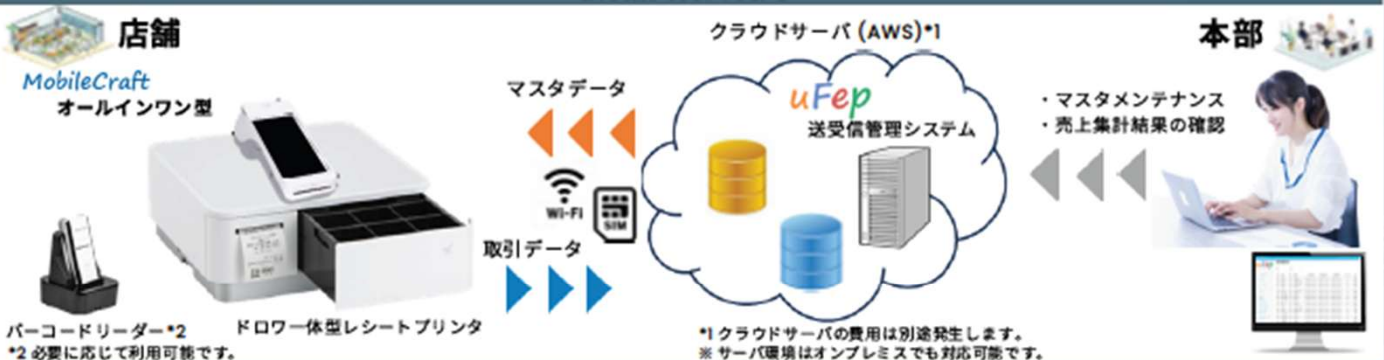 店舗
MobileCraft
オールインワン型
バーコードリーダー*2
*2 必要に応じて利用可能です。
ドロワー体型レシートプリンタ
マスタデータ
Wi-Fi
SIM
取引データ
クラウドサーバ (AWS)*1
uFep
送受信管理システム
*1 クラウドサーバの費用は別途発生します。
※ サーバ環境はオンプレミスでも対応可能です。
本部
・マスタメンテナンス
・売上集計結果の確認